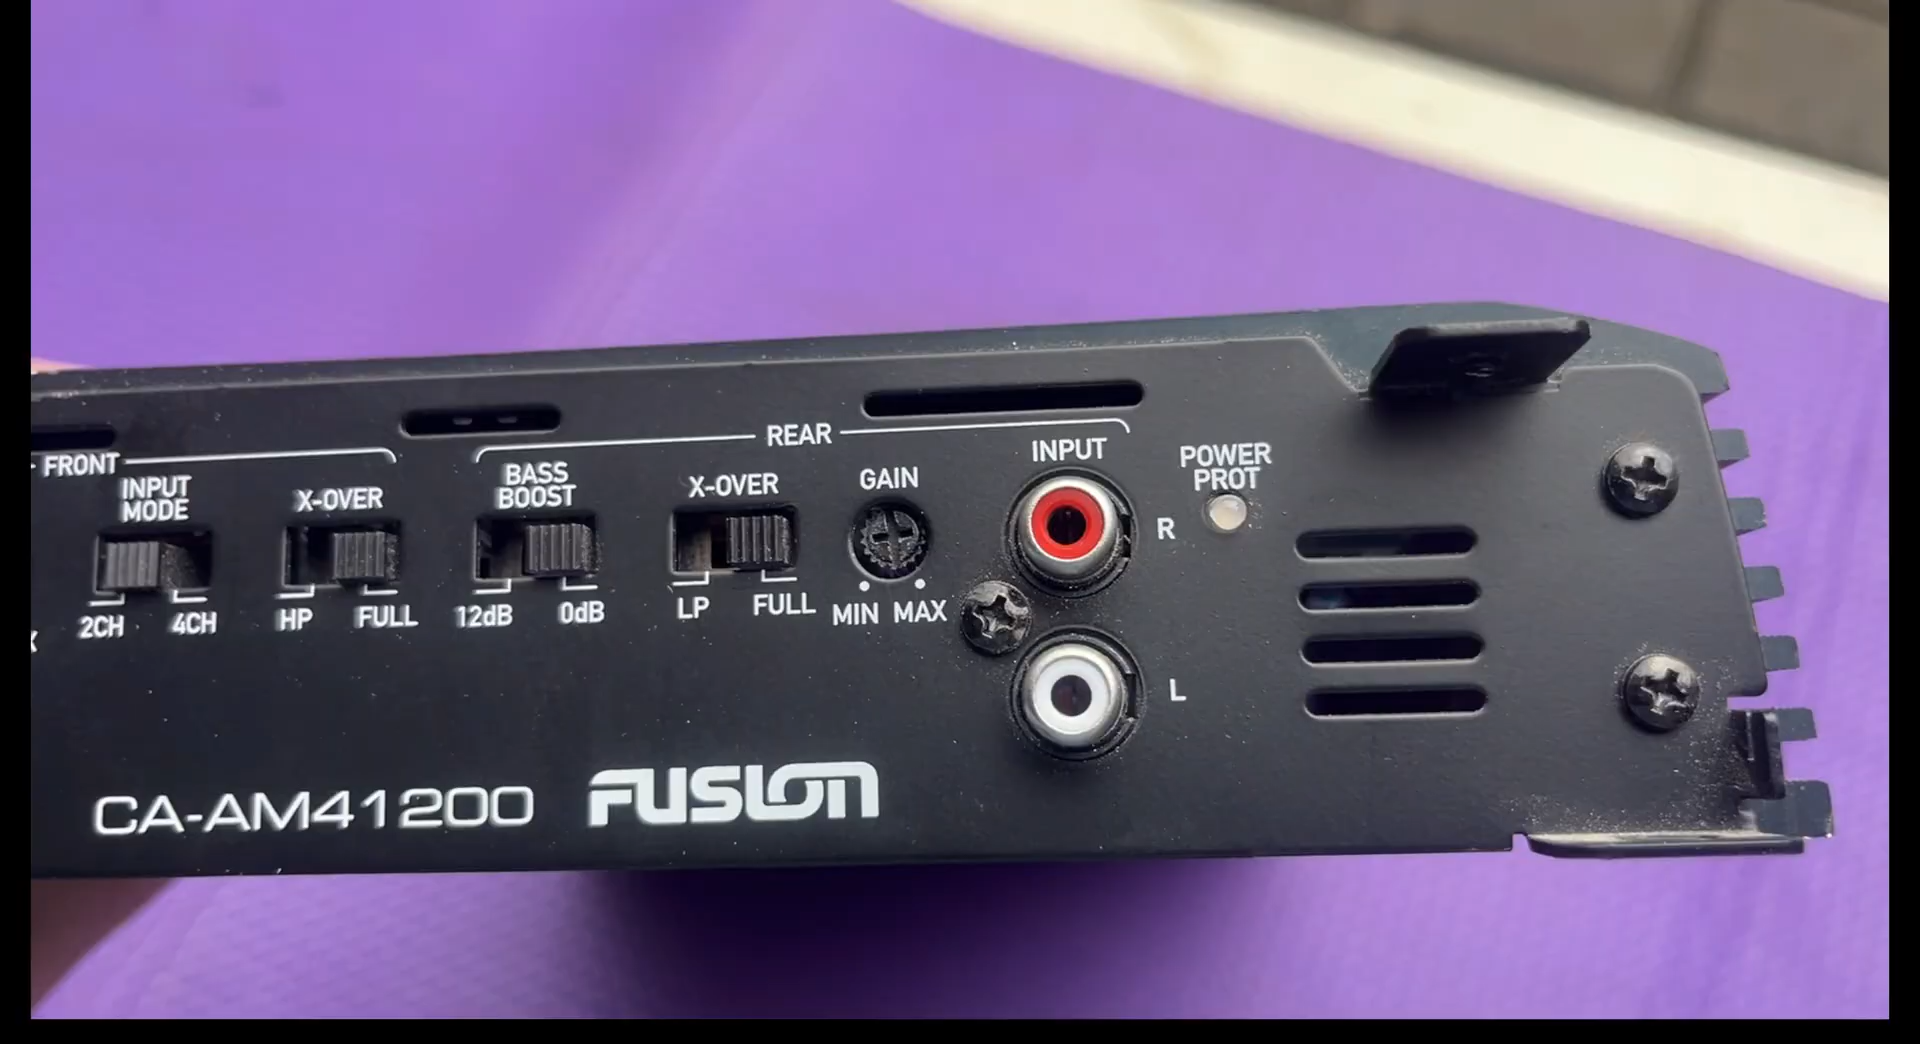 FRONT
REAR
INPUT
MODE
X-OVER
BASS
BOOST
X-OVER
GAIN
INPUT
POWER
PROT
R
2CH 4CH
HP FULL
12dB 0dB
LP FULL
MIN MAX
L
CA-AM41200 FUSION